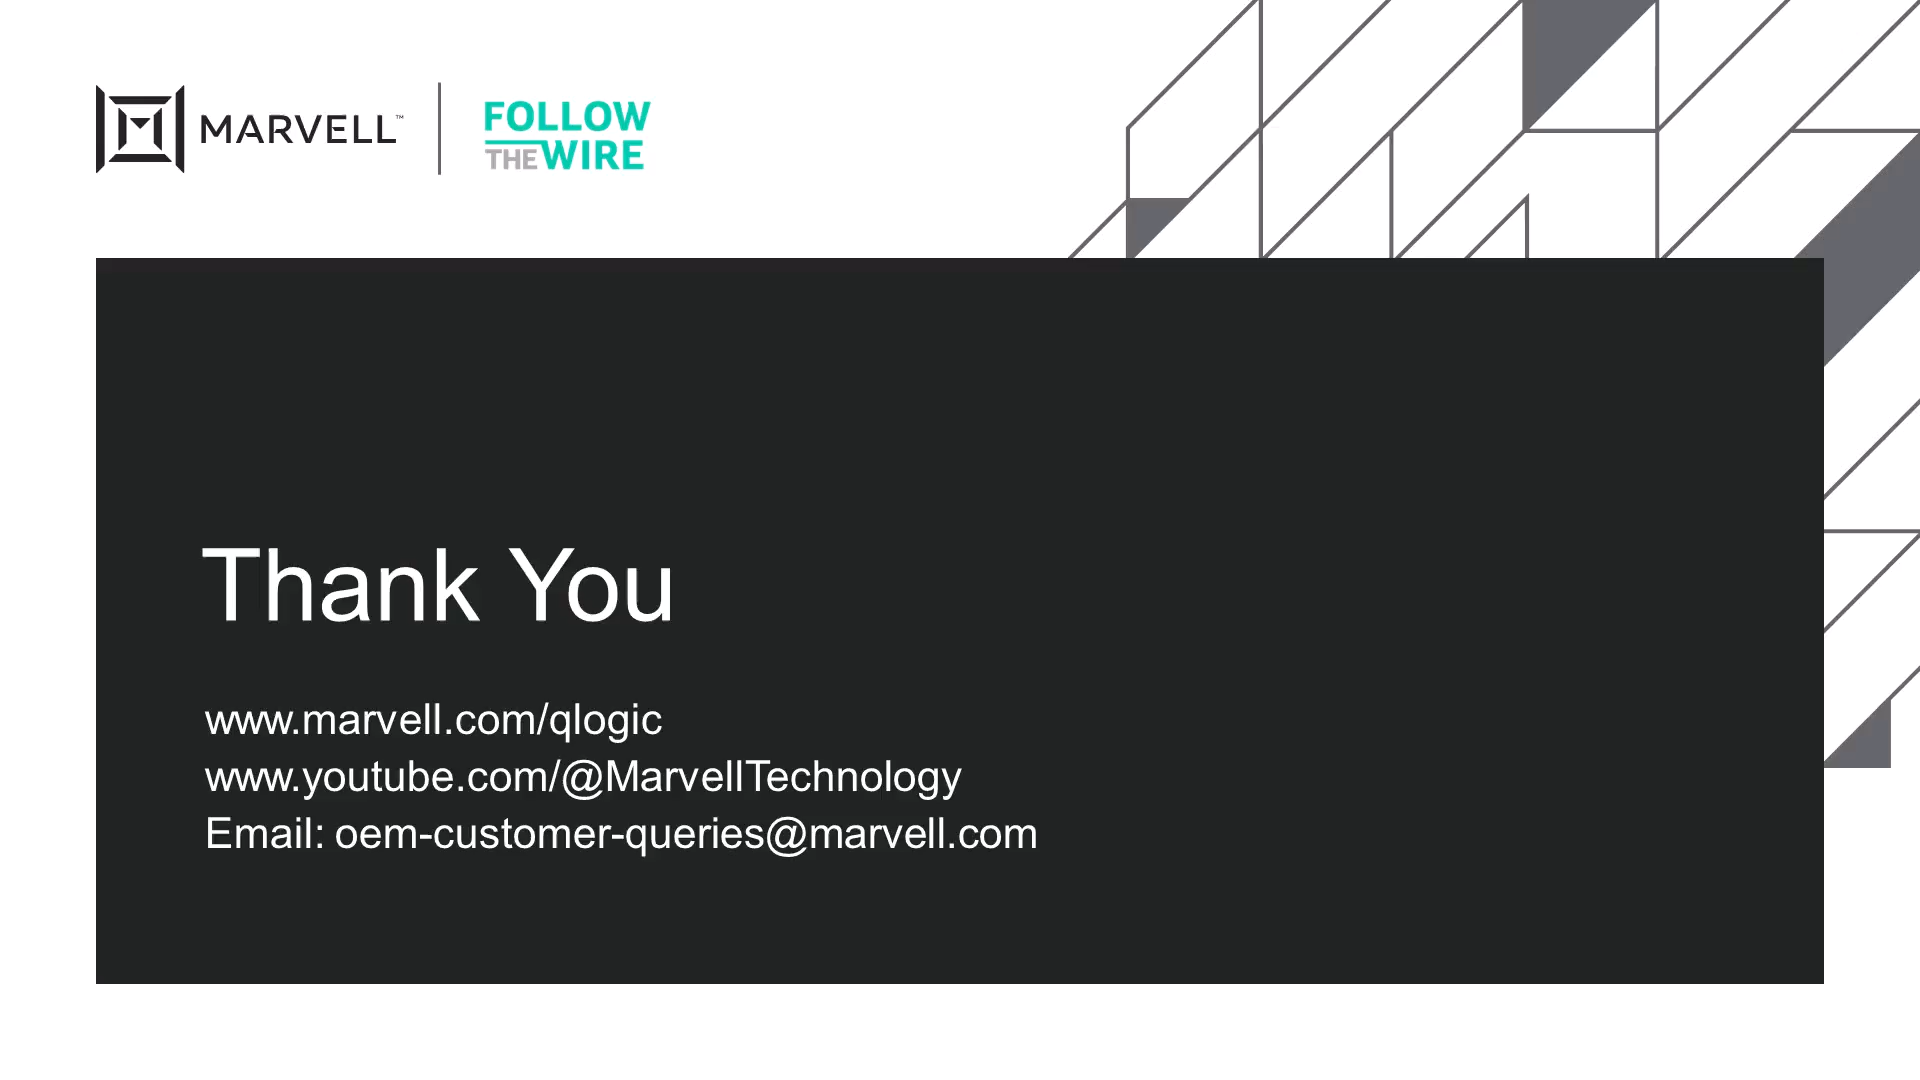 MARVELL™
FOLLOW
THE WIRE
Thank You
www.marvell.com/qlogic
www.youtube.com/@MarvellTechnology
Email: oem-customer-queries@marvell.com